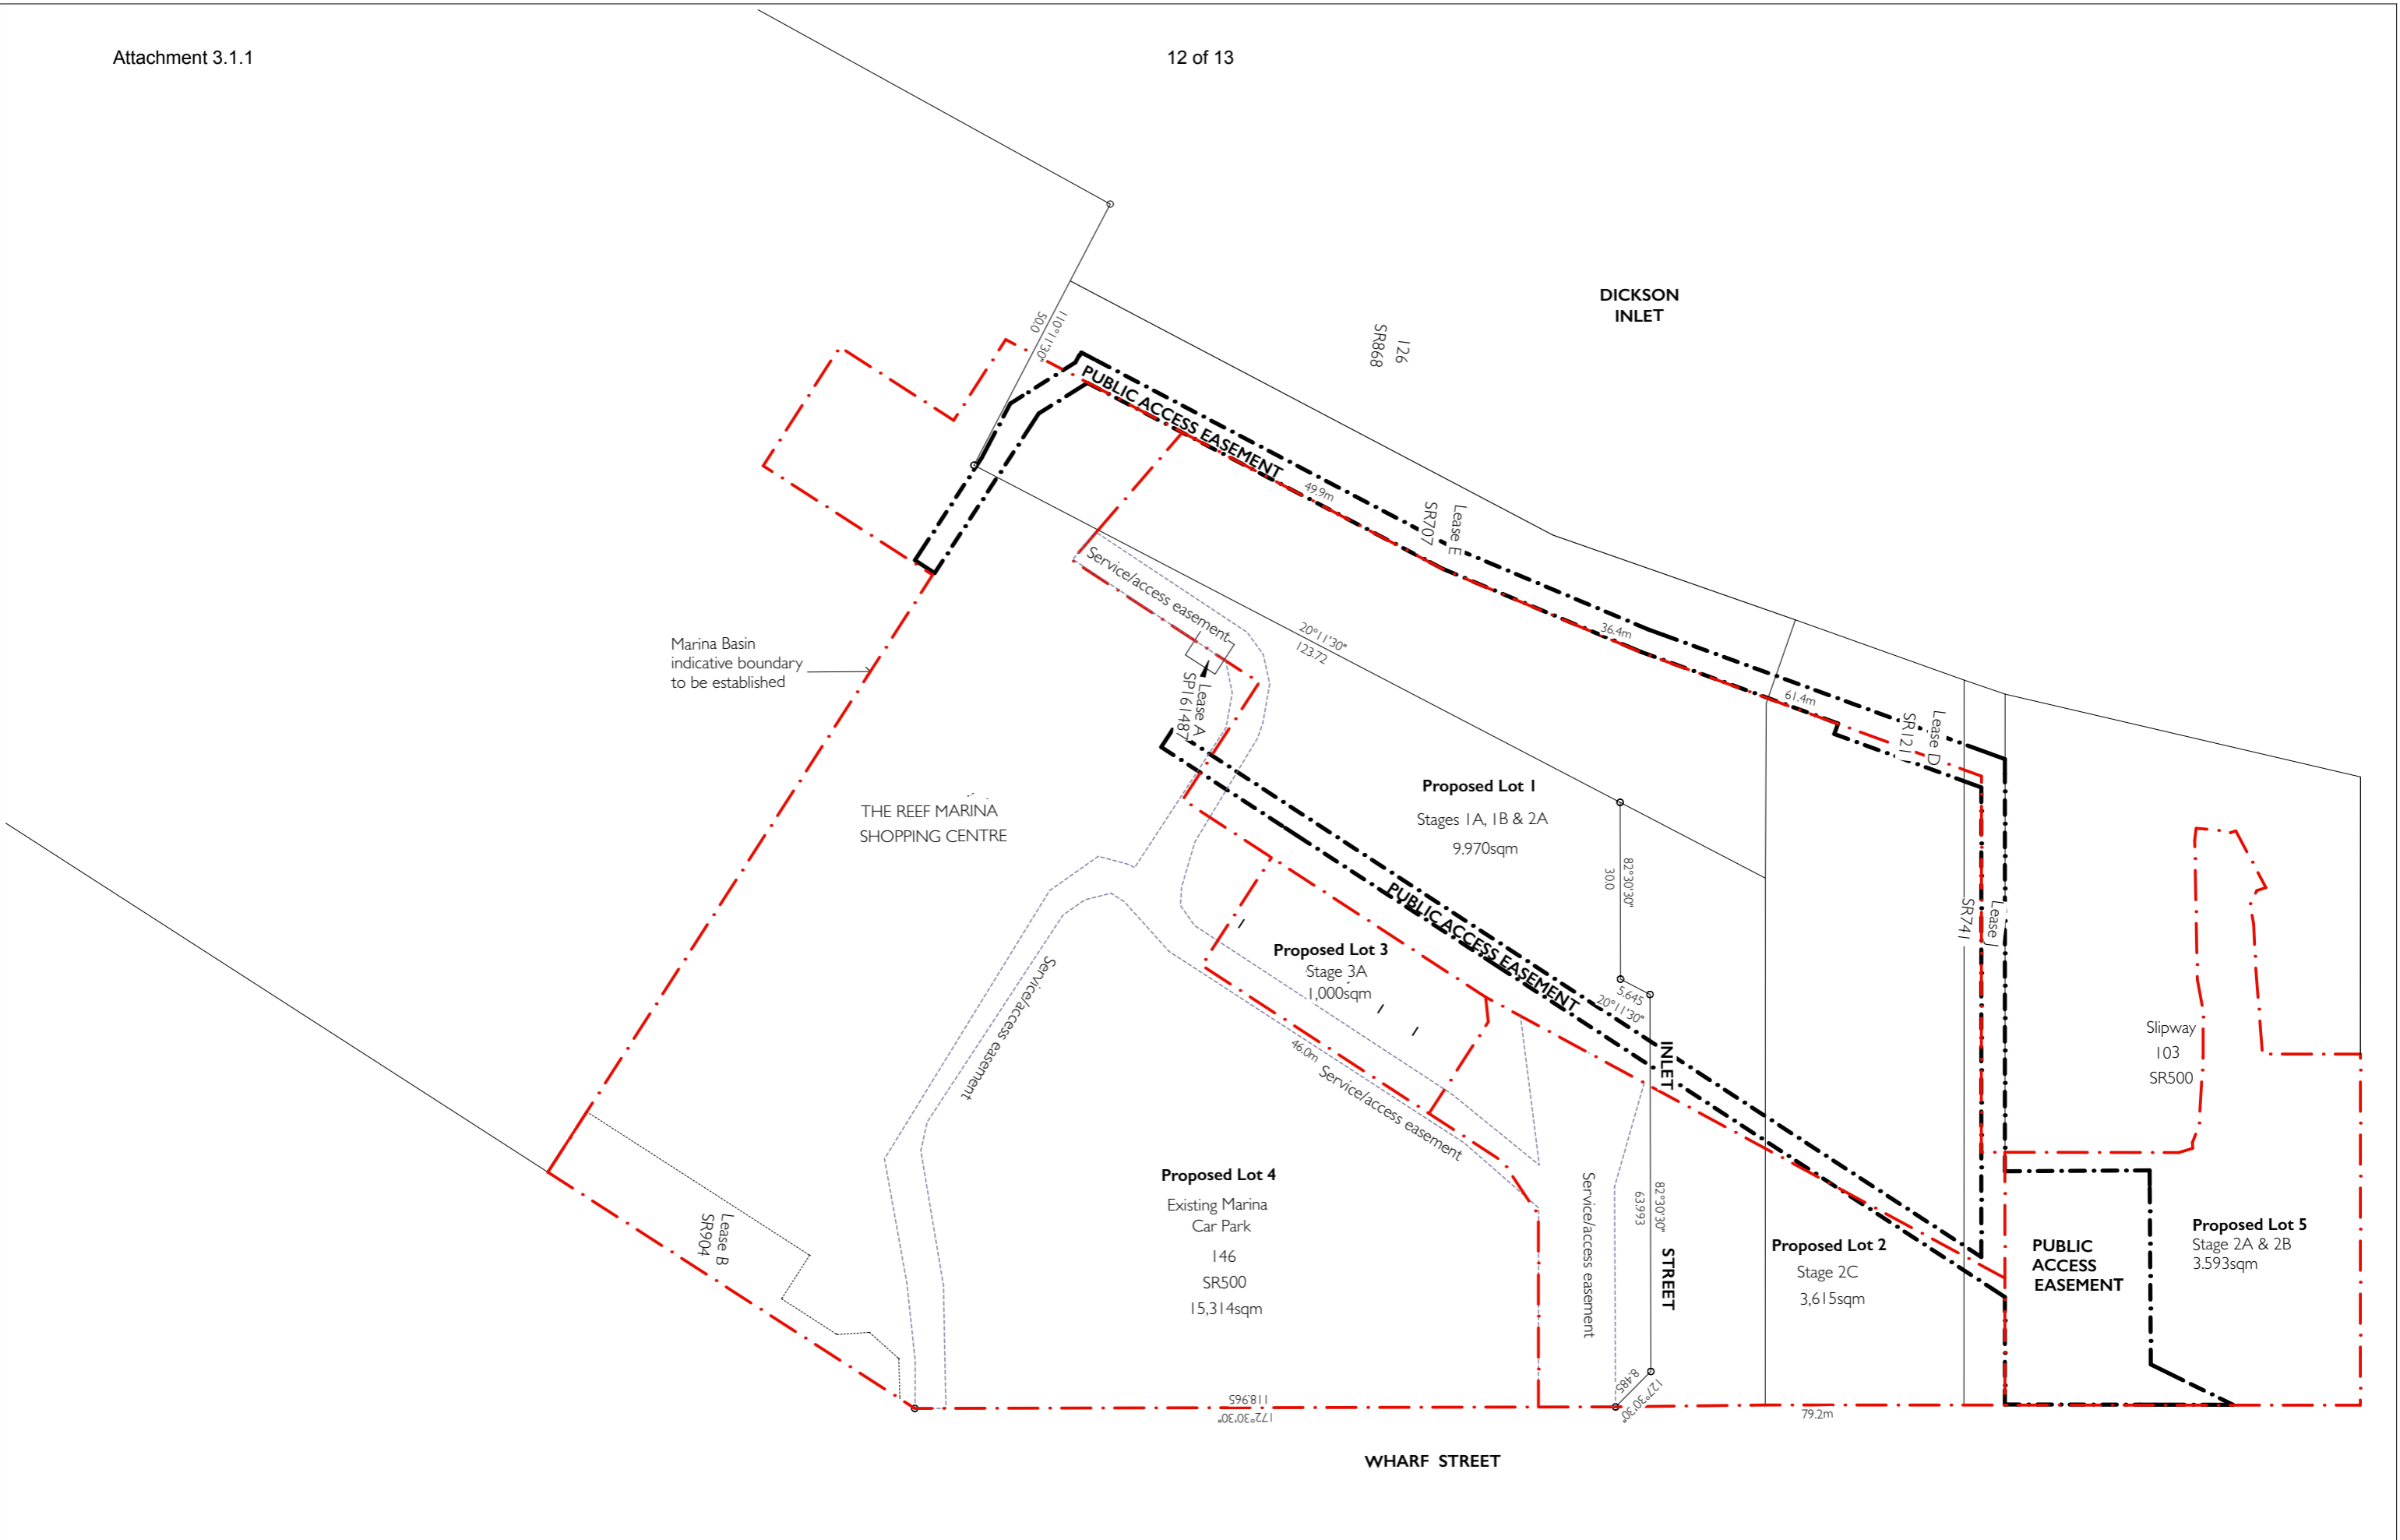 Attachment 3.1.1
12 of 13
DICKSON
INLET
126
SR868
110°11'30"
50.0
PUBLIC ACCESS EASEMENT
49.9m
Lease E
SR707
36.4m
61.4m
Lease D
SR121
Service/access easement
20°11'30"
123.72
Marina Basin
indicative boundary
to be established
Lease A
SP161487
THE REEF MARINA
SHOPPING CENTRE
Proposed Lot 1
Stages 1A, 1B & 2A
9.970sqm
82°30'30"
30.0
PUBLIC ACCESS EASEMENT
5.645
20°11'30"
Lease J
SR741
Proposed Lot 3
Stage 3A
1,000sqm
46.0m
Service/access easement
Service/access easement
INLET
STREET
Slipway
103
SR500
Proposed Lot 4
Existing Marina
Car Park
146
SR500
15,314sqm
Lease B
SR904
Service/access easement
82°30'30"
63.993
Proposed Lot 2
Stage 2C
3,615sqm
PUBLIC
ACCESS
EASEMENT
Proposed Lot 5
Stage 2A & 2B
3.593sqm
8.485
127°30'30"
118.965
172°30'30"
79.2m
WHARF STREET